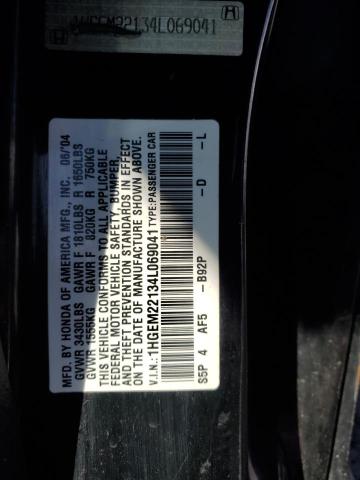 1HGEM22134L069041
MFD. BY HONDA OF AMERICA MFG., INC. 06/'04
GVWR 3430LBS GAWR F 1810LBS R 1650LBS
GVWR 1555KG GAWR F 820KG R 750KG
THIS VEHICLE CONFORMS TO ALL APPLICABLE
FEDERAL MOTOR VEHICLE SAFETY, BUMPER,
AND THEFT PREVENTION STANDARDS IN EFFECT
ON THE DATE OF MANUFACTURE SHOWN ABOVE.
V.I.N.: 1HGEM22134L069041 TYPE: PASSENGER CAR
S5P 4 AF5 -B92P -D -L